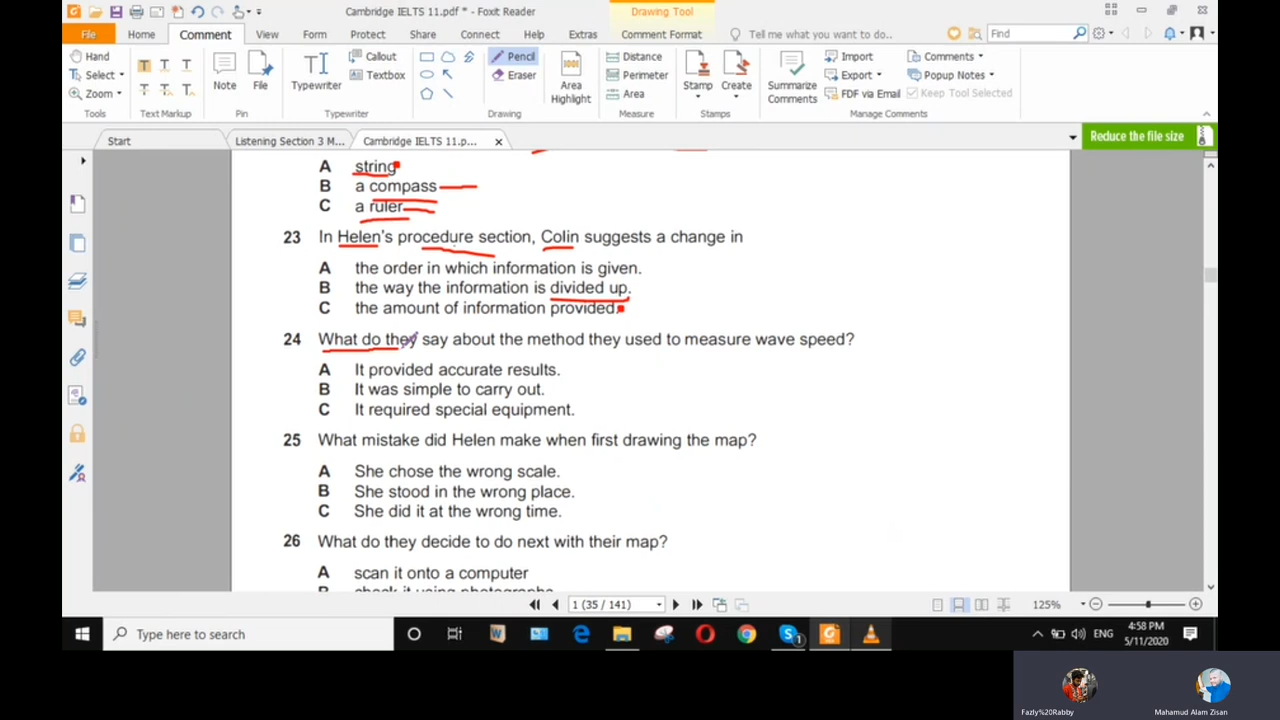 Cambridge IELTS 11.pdf * - Foxit Reader
Drawing Tool
File Home Comment View Form Protect Share Connect Help Extras Comment Format Tell me what you want to do.. Find
Hand
Select
Zoom
Tools
T T T
T T T
Text Markup
Note File
Pin
Typewriter
Callout
Textbox
Typewriter
Pencil
Eraser
Drawing
Area Highlight
Distance
Perimeter
Area
Measure
Stamp Create
Stamps
Summarize Comments
Import
Export
FDF via Email
Comments
Popup Notes
Keep Tool Selected
Manage Comments
Start Listening Section 3 M... Cambridge IELTS 11.p... Reduce the file size
A string
B a compass
C a ruler
23 In Helen's procedure section, Colin suggests a change in
A the order in which information is given.
B the way the information is divided up.
C the amount of information provided.
24 What do they say about the method they used to measure wave speed?
A It provided accurate results.
B It was simple to carry out.
C It required special equipment.
25 What mistake did Helen make when first drawing the map?
A She chose the wrong scale.
B She stood in the wrong place.
C She did it at the wrong time.
26 What do they decide to do next with their map?
A scan it onto a computer
B check it using photographs
1 (35 / 141) 125%
Type here to search
1
ENG
4:58 PM
5/11/2020
Fazly%20Rabby Mahamud Alam Zisan